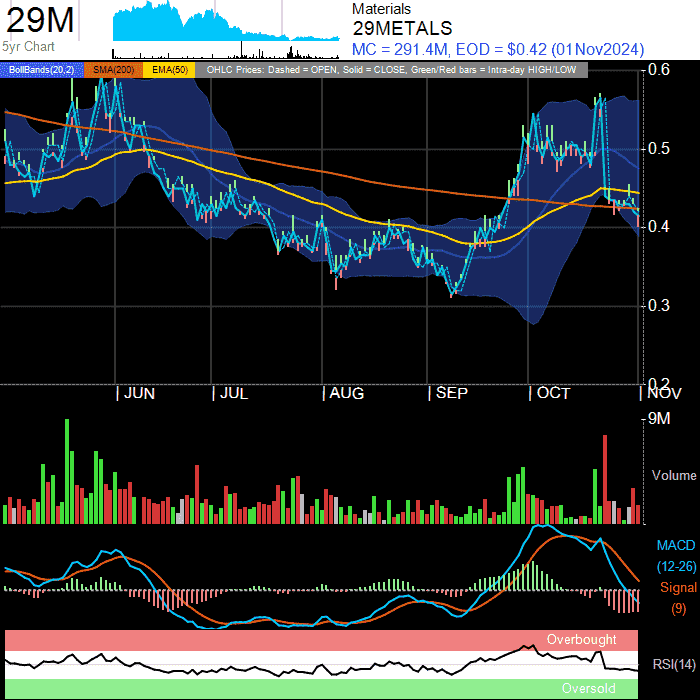 29M
5yr Chart
Materials
29METALS
MC = 291.4M, EOD = $0.42 (01Nov2024)
BollBands(20,2) SMA(200) EMA(50) OHLC Prices: Dashed = OPEN, Solid = CLOSE, Green/Red bars = Intra-day HIGH/LOW
0.6
0.5
0.4
0.3
0.2
| JUN | JUL | AUG | SEP | OCT | NOV
9M
Volume
MACD
(12-26)
Signal
(9)
Overbought
RSI(14)
Oversold